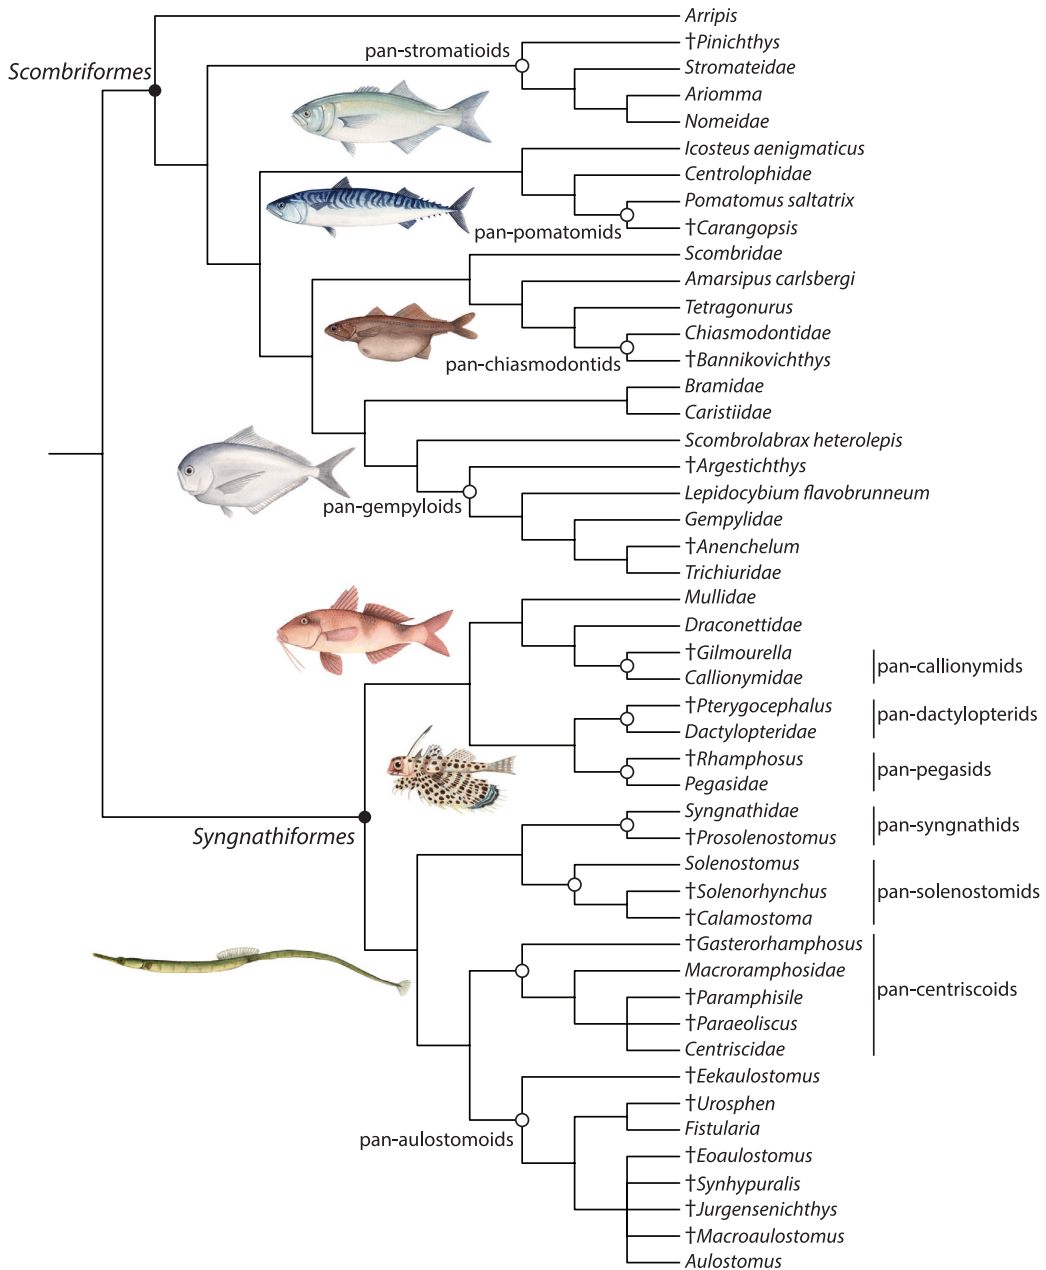 Arripis
pan-stromatioids
†Pinichthys
Scombriformes
Stromateidae
Ariomma
Nomeidae
Icosteus aenigmaticus
Centrolophidae
Pomatomus saltatrix
pan-pomatomids
†Carangopsis
Scombridae
Amarsipus carlsbergi
Tetragonurus
Chiasmodontidae
pan-chiasmodontids
†Bannikovichthys
Bramidae
Caristiidae
Scombrolabrax heterolepis
†Argestichthys
Lepidocybium flavobrunneum
pan-gempyloids
Gempylidae
†Anenchelum
Trichiuridae
Mullidae
Draconettidae
†Gilmourella
pan-callionymids
Callionymidae
†Pterygocephalus
pan-dactylopterids
Dactylopteridae
†Rhamphosus
pan-pegasids
Pegasidae
Syngnathidae
pan-syngnathids
Syngnathiformes
†Prosolenostomus
Solenostomus
†Solenorhynchus
pan-solenostomids
†Calamostoma
†Gasterorhamphosus
Macroramphosidae
pan-centriscoids
†Paramphisile
†Paraeoliscus
Centriscidae
†Eekaulostomus
†Urosphen
Fistularia
pan-aulostomoids
†Eoaulostomus
†Synhypuralis
†Jurgensenichthys
†Macroaulostomus
Aulostomus